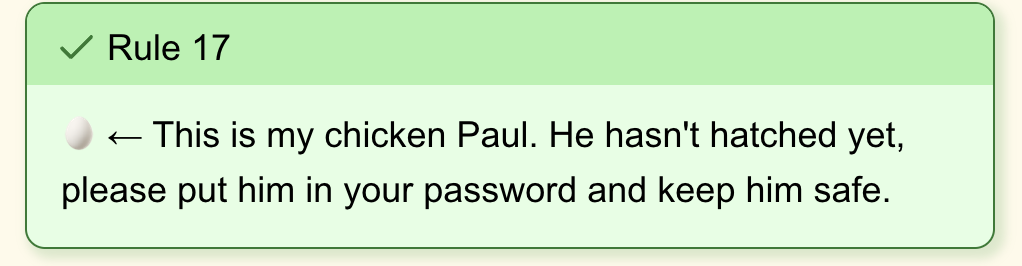 Rule 17
🥚 ← This is my chicken Paul. He hasn't hatched yet,
please put him in your password and keep him safe.